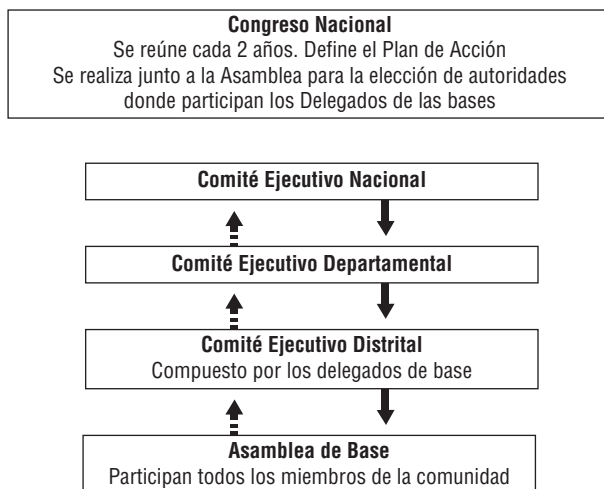 Congreso Nacional
Se reúne cada 2 años. Define el Plan de Acción
Se realiza junto a la Asamblea para la elección de autoridades
donde participan los Delegados de las bases
Comité Ejecutivo Nacional
Comité Ejecutivo Departamental
Comité Ejecutivo Distrital
Compuesto por los delegados de base
Asamblea de Base
Participan todos los miembros de la comunidad